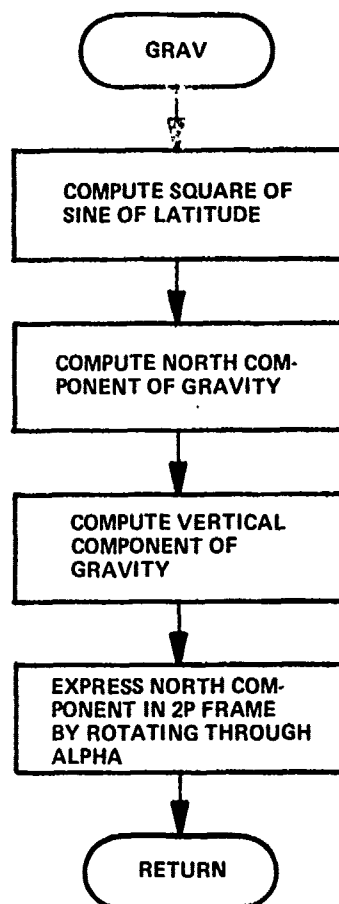 GRAV
COMPUTE SQUARE OF
SINE OF LATITUDE
COMPUTE NORTH COM-
PONENT OF GRAVITY
COMPUTE VERTICAL
COMPONENT OF
GRAVITY
EXPRESS NORTH COM-
PONENT IN 2P FRAME
BY ROTATING THROUGH
ALPHA
RETURN